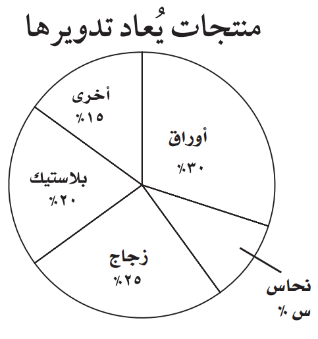 منتجات يُعاد تدويرها
أوراق
٣٠٪
نحاس
س ٪
زجاج
٢٥٪
بلاستيك
٢٠٪
أخرى
١٥٪